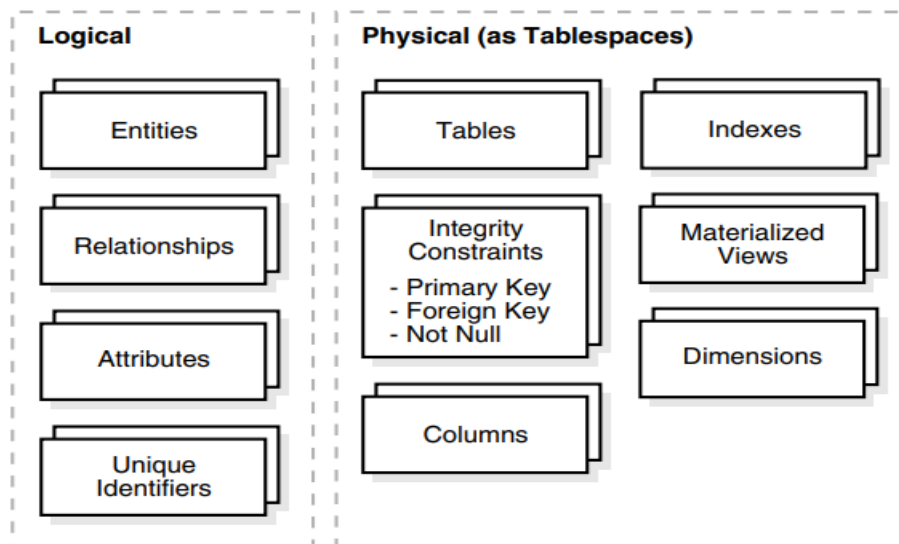 Logical
Entities
Relationships
Attributes
Unique
Identifiers
Physical (as Tablespaces)
Tables
Integrity
Constraints
- Primary Key
- Foreign Key
- Not Null
Columns
Indexes
Materialized
Views
Dimensions